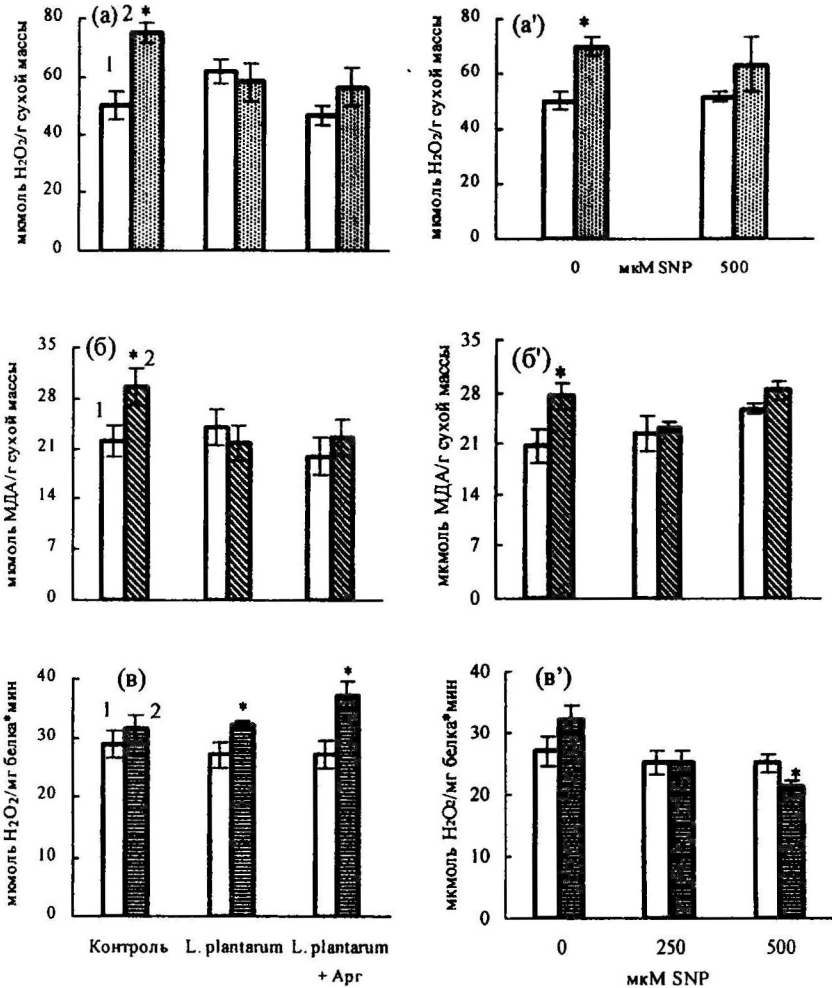 (а)
2 *
1
80
60
40
20
0
мкмоль H₂O₂/г сухой массы
(а')
*
80
70
60
50
40
30
20
10
0
мкмоль H₂O₂/г сухой массы
0 мкМ SNP 500
(б)
* 2
1
35
28
21
14
7
0
мкмоль МДА/г сухой массы
(б')
*
35
28
21
14
7
0
мкмоль МДА/г сухой массы
(в)
1 2 * *
40
30
20
10
0
мкмоль H₂O₂/мг белка*мин
Контроль L. plantarum L. plantarum
+ Арг
(в’)
*
40
30
20
10
0
мкмоль H₂O₂/мг белка*мин
0 250 500
мкМ SNP